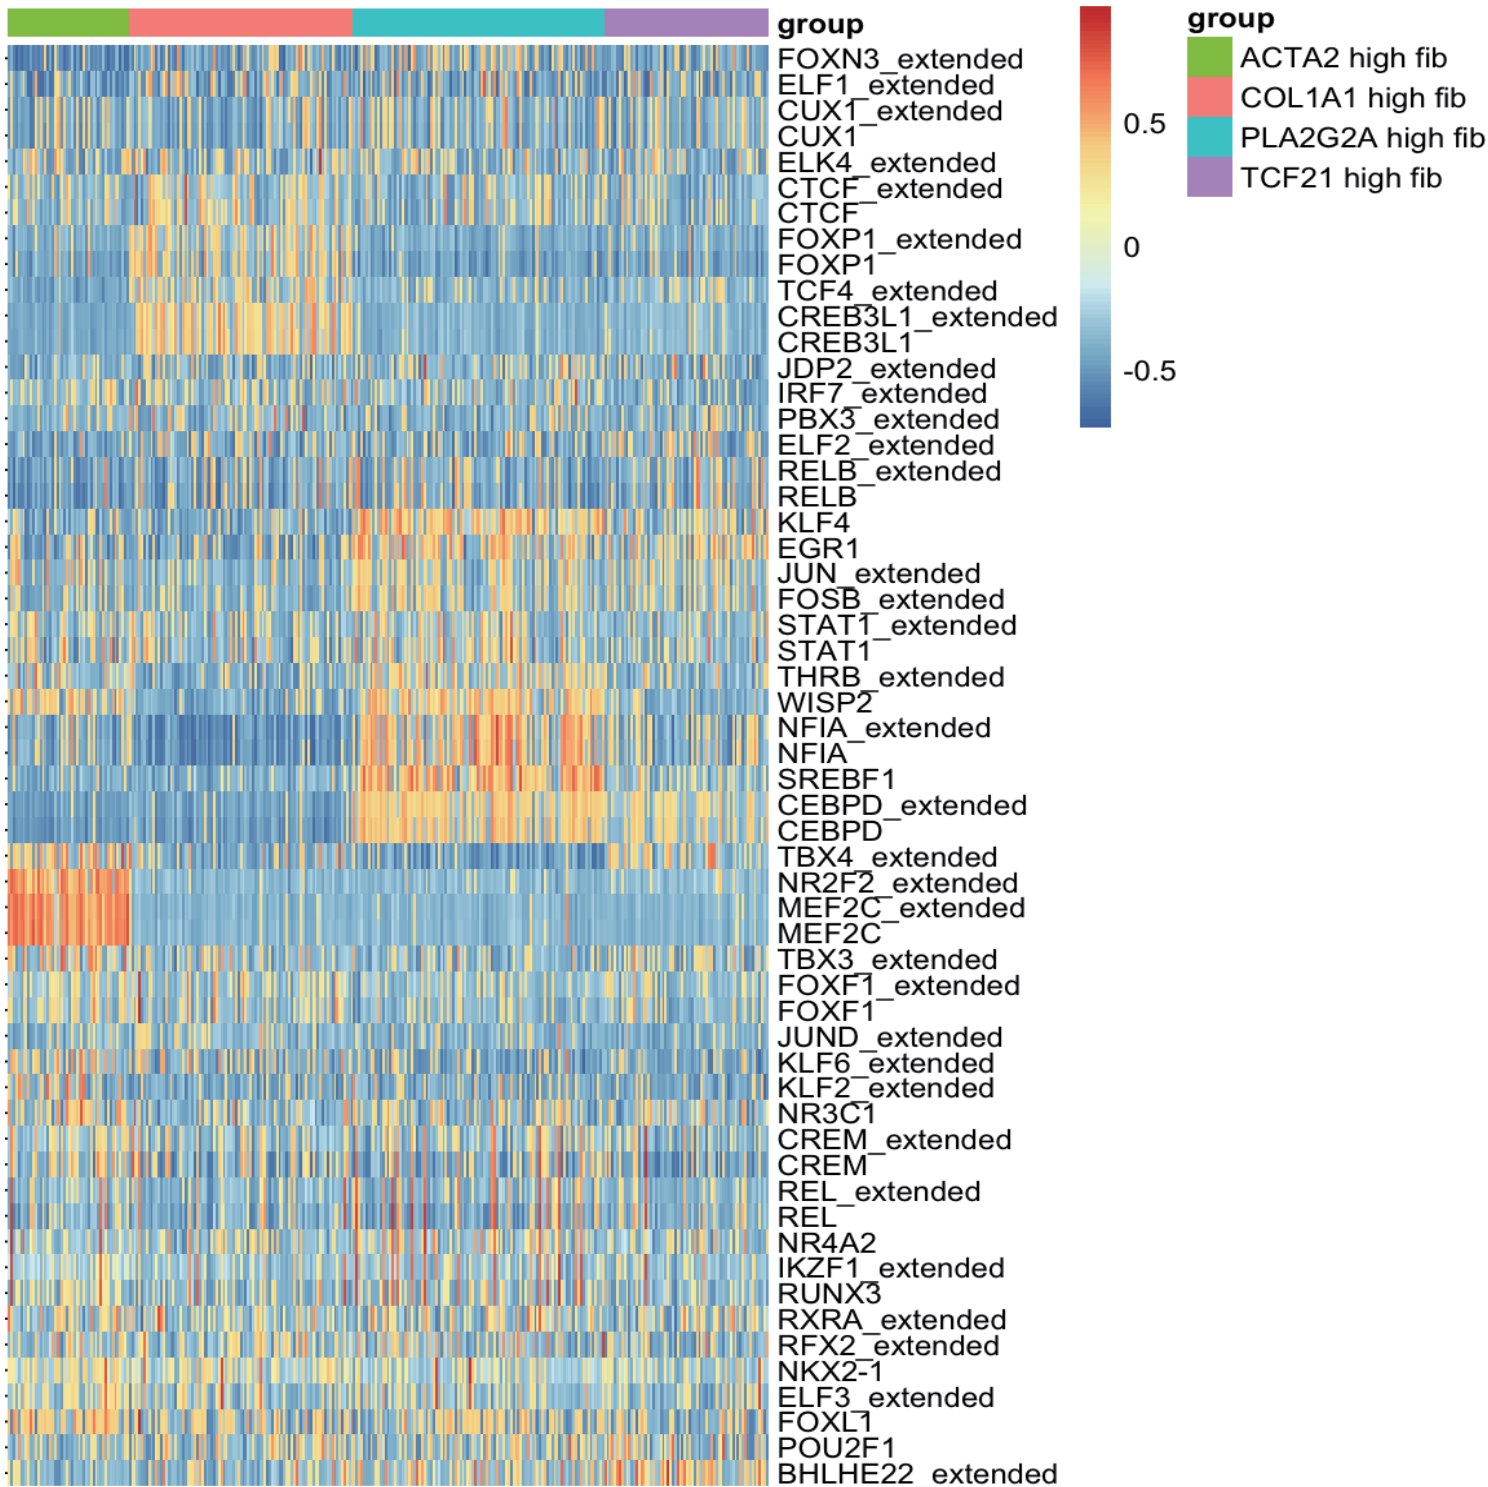 group
FOXN3_extended
ELF1_extended
CUX1_extended
CUX1
ELK4_extended
CTCF_extended
CTCF
FOXP1_extended
FOXP1
TCF4_extended
CREB3L1_extended
CREB3L1
JDP2_extended
IRF7_extended
PBX3_extended
ELF2_extended
RELB_extended
RELB
KLF4
EGR1
JUN_extended
FOSB_extended
STAT1_extended
STAT1
THRB_extended
WISP2
NFIA_extended
NFIA
SREBF1
CEBPD_extended
CEBPD
TBX4_extended
NR2F2_extended
MEF2C_extended
MEF2C
TBX3_extended
FOXF1_extended
FOXF1
JUND_extended
KLF6_extended
KLF2_extended
NR3C1
CREM_extended
CREM
REL_extended
REL
NR4A2
IKZF1_extended
RUNX3
RXRA_extended
RFX2_extended
NKX2-1
ELF3_extended
FOXL1
POU2F1
BHLHE22_extended
0.5
0
-0.5
group
ACTA2 high fib
COL1A1 high fib
PLA2G2A high fib
TCF21 high fib